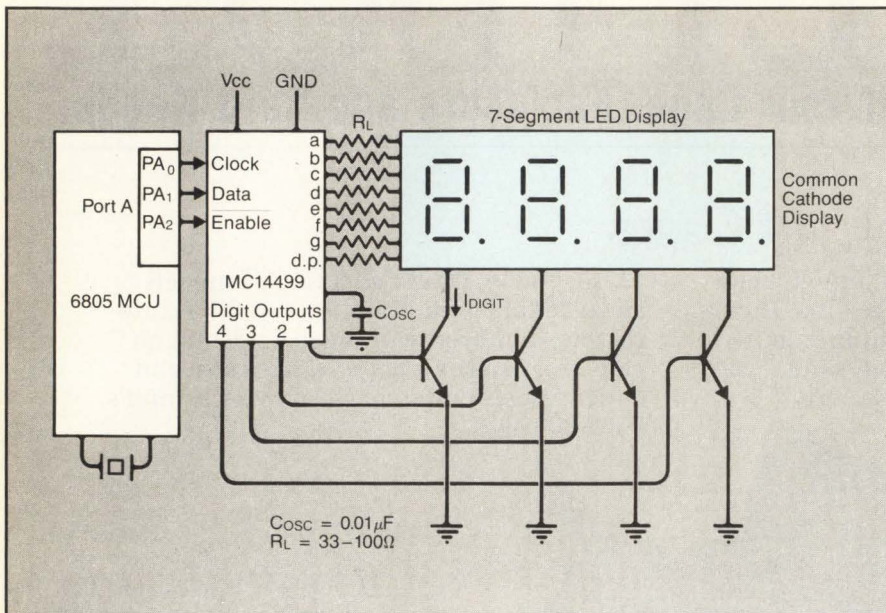 Vcc GND
7-Segment LED Display
RL
a
b
c
d
e
f
g
d.p.
PA0
PA1
PA2
Port A
Clock
Data
Enable
MC14499
6805 MCU
Digit Outputs
4 3 2 1
COSC
IDIGIT
Common
Cathode
Display
COSC = 0.01μF
RL = 33–100Ω